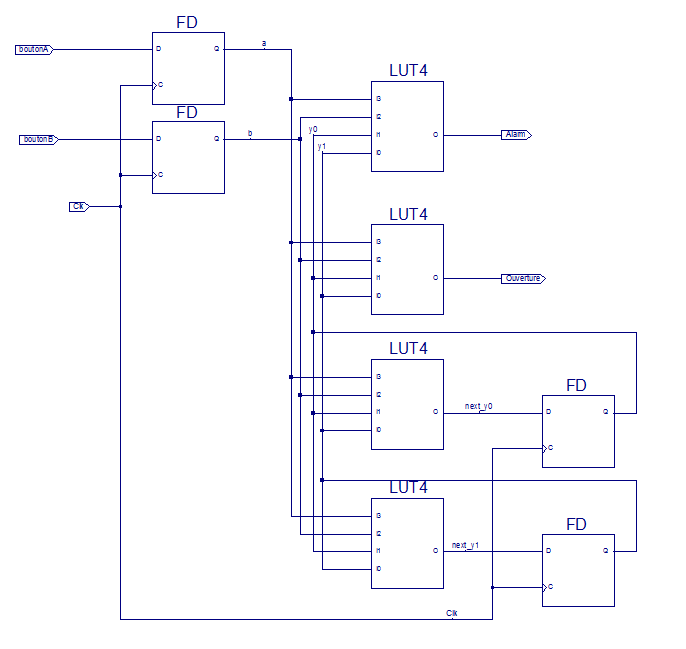 FD
boutonA
D
Q
a
C
FD
boutonB
D
Q
b
C
Clk
LUT4
I3
I2
y0
I1
O
Alarm
y1
I0
LUT4
I3
I2
I1
O
Ouverture
I0
LUT4
I3
I2
I1
O
next_y0
I0
FD
D
Q
C
LUT4
I3
I2
I1
O
next_y1
I0
FD
D
Q
C
Clk